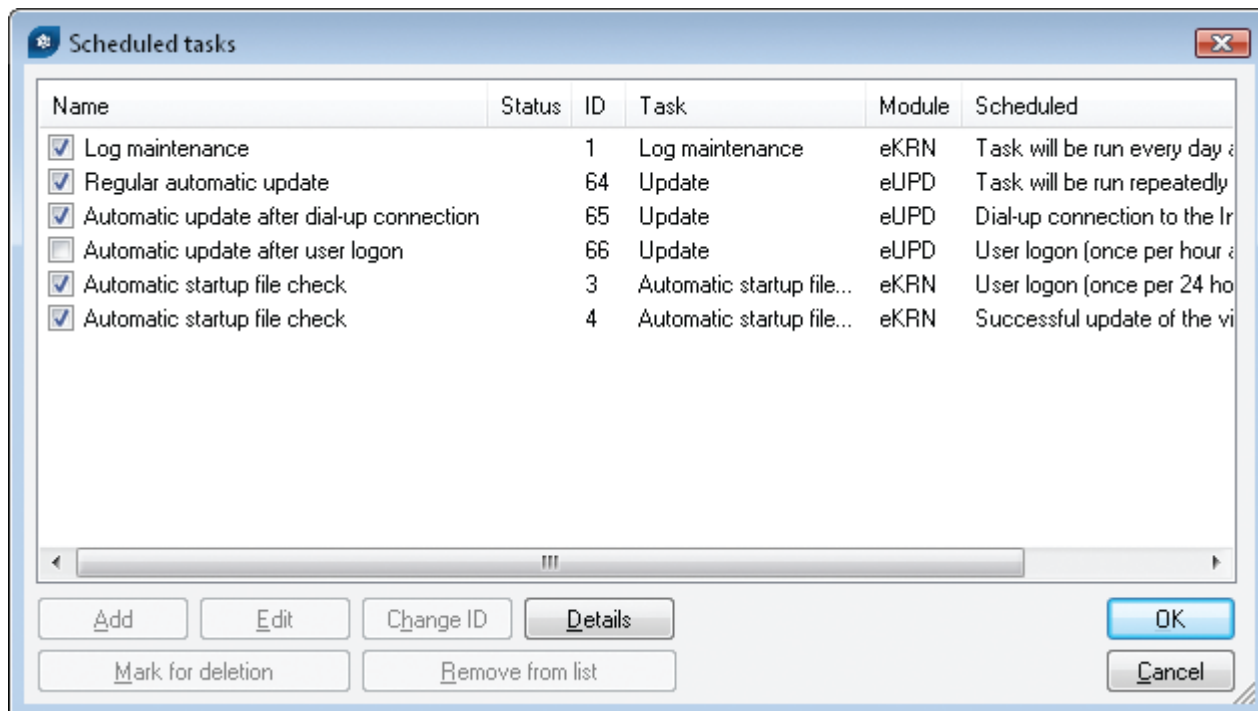 Scheduled tasks
Name Status ID Task Module Scheduled
Log maintenance 1 Log maintenance eKRN Task will be run every day
Regular automatic update 64 Update eUPD Task will be run repeatedly
Automatic update after dial-up connection 65 Update eUPD Dial-up connection to the
Automatic update after user logon 66 Update eUPD User logon (once per hour
Automatic startup file check 3 Automatic startup file... eKRN User logon (once per 24
Automatic startup file check 4 Automatic startup file... eKRN Successful update of the
Add Edit Change ID Details OK
Mark for deletion Remove from list Cancel